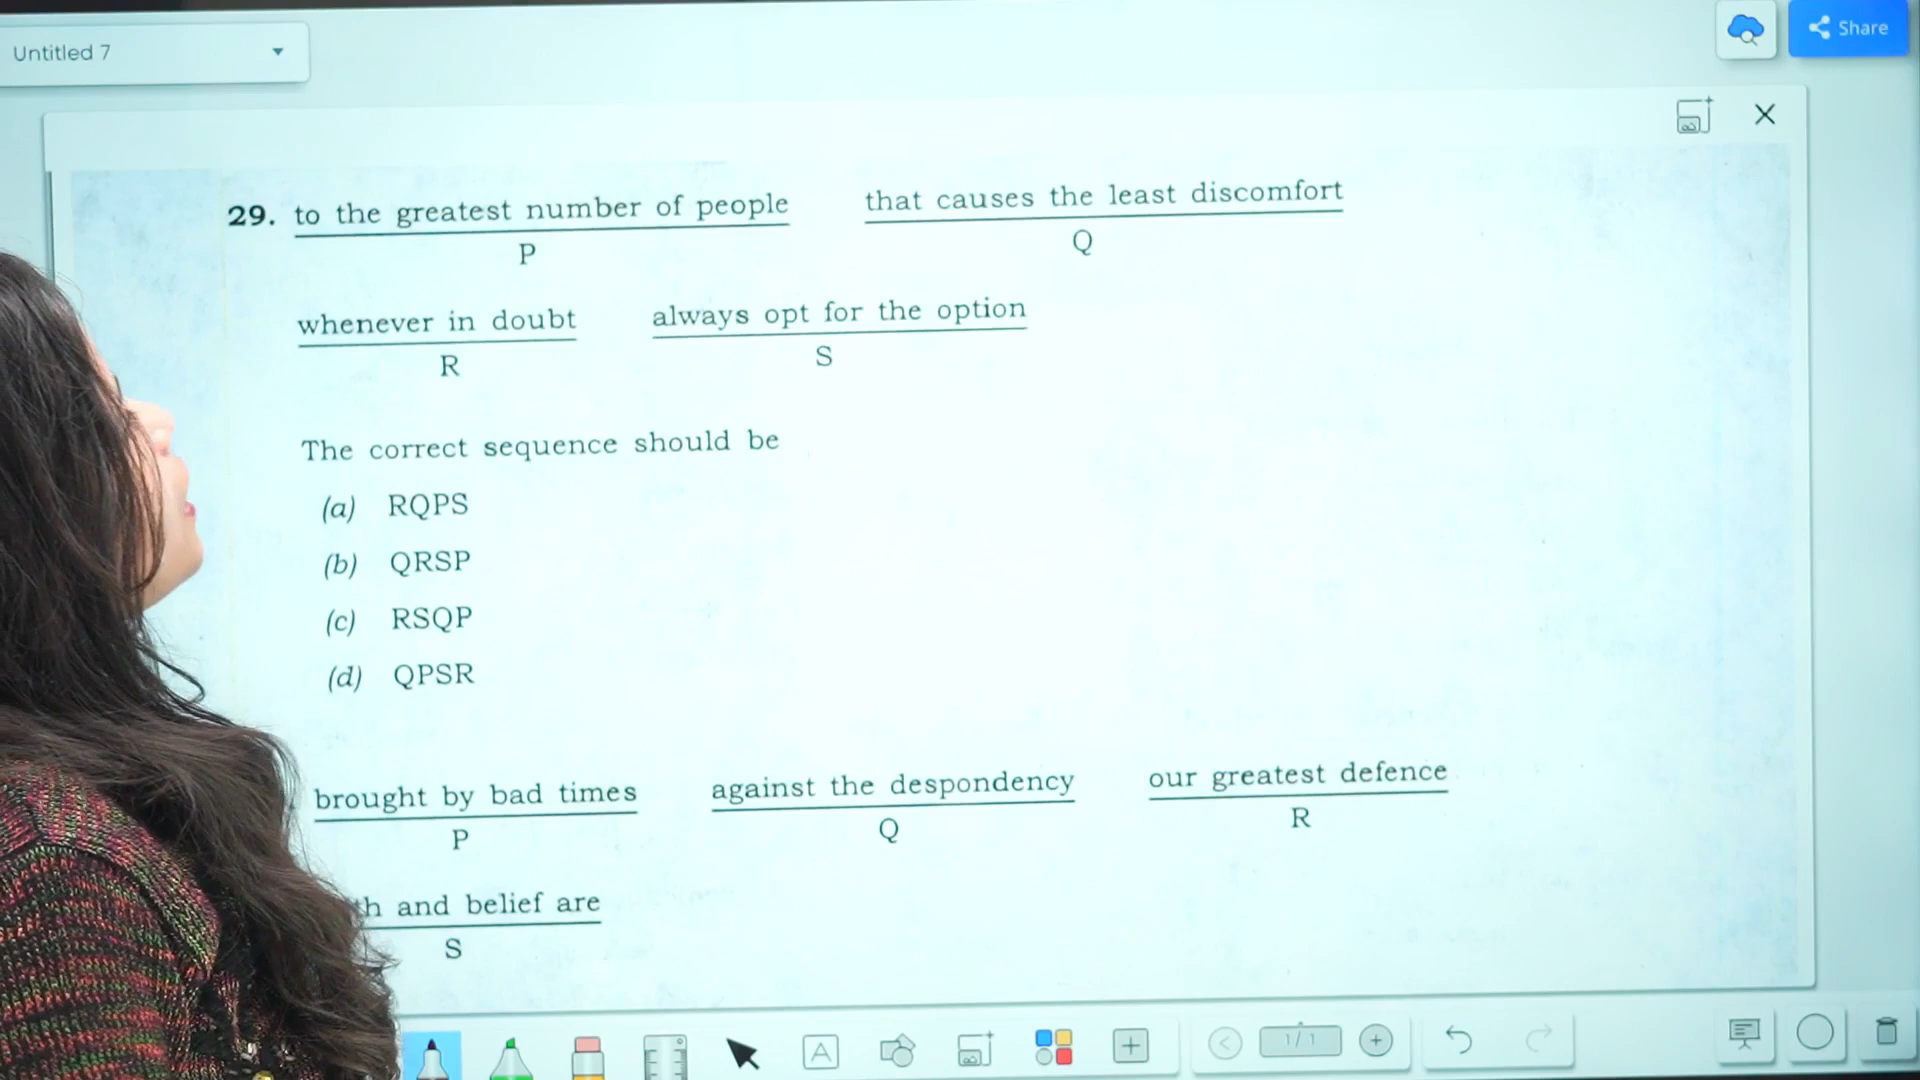 Untitled 7
Share
29. to the greatest number of people that causes the least discomfort
P Q
whenever in doubt always opt for the option
R S
The correct sequence should be
(a) RQPS
(b) QRSP
(c) RSQP
(d) QPSR
brought by bad times against the despondency our greatest defence
P Q R
and belief are
S
A
1/1